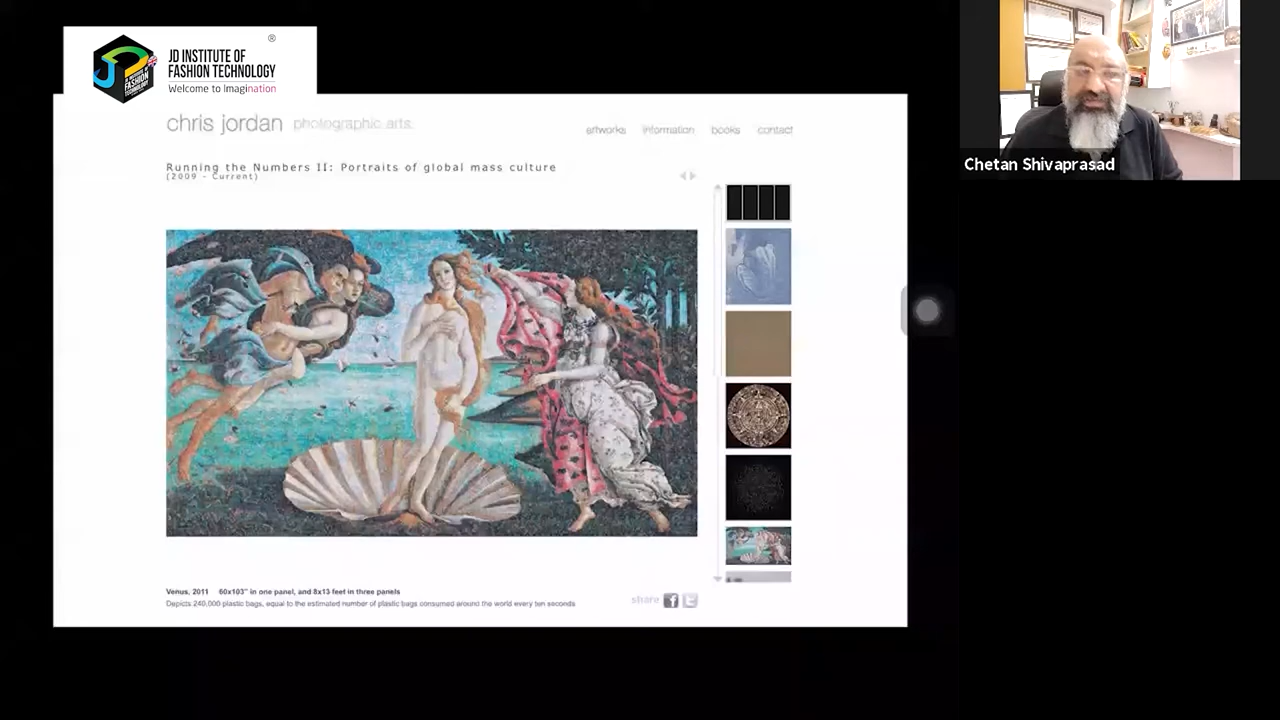 JD INSTITUTE OF
FASHION TECHNOLOGY
®
Welcome to Imagination
chris jordan photographic arts.
artworks information books contact
Running the Numbers II: Portraits of global mass culture
(2009 - Current)
Venus, 2011 60x103" in one panel, and 8x13 feet in three panels
Depicts 240,000 plastic bags, equal to the estimated number of plastic bags consumed around the world every ten seconds
share f t
Chetan Shivaprasad